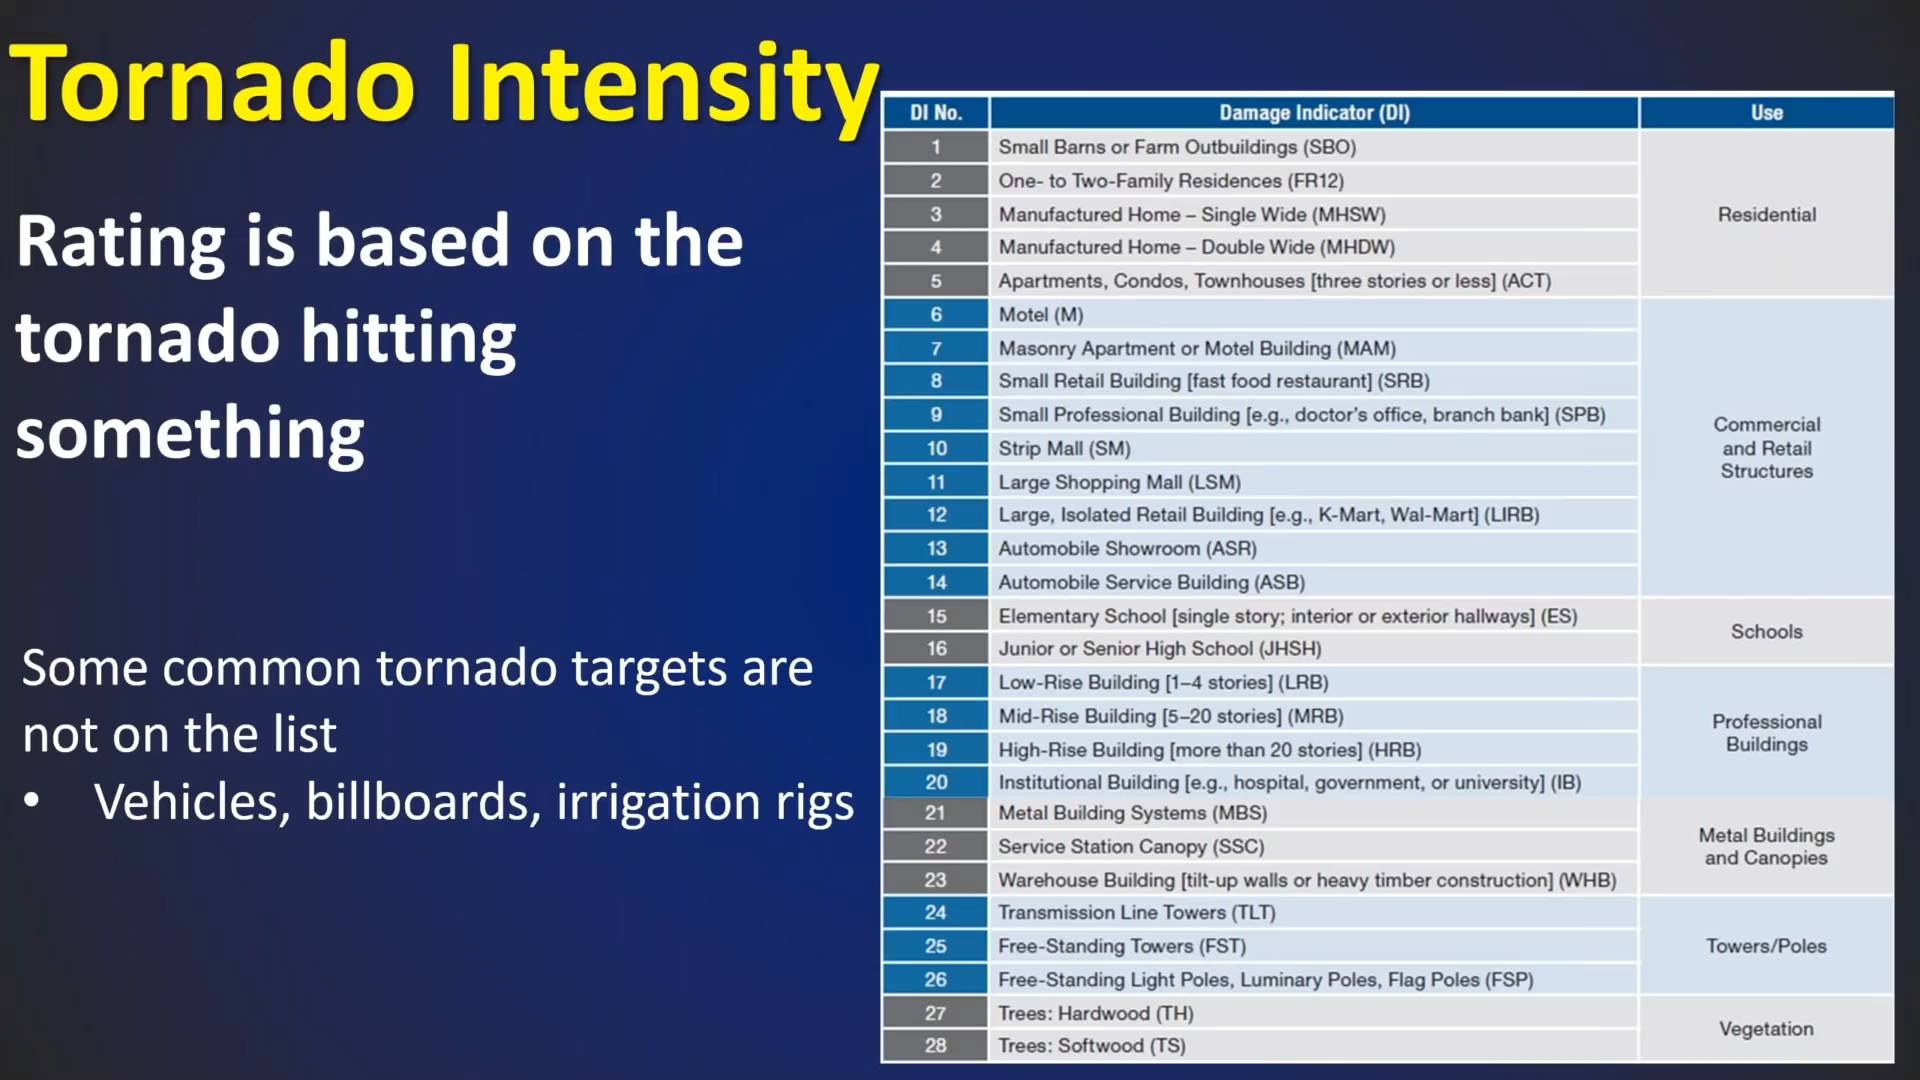 Tornado Intensity
Rating is based on the
tornado hitting
something
Some common tornado targets are
not on the list
• Vehicles, billboards, irrigation rigs
DI No. Damage Indicator (DI) Use
1 Small Barns or Farm Outbuildings (SBO)
2 One- to Two-Family Residences (FR12)
3 Manufactured Home – Single Wide (MHSW)
4 Manufactured Home – Double Wide (MHDW)
5 Apartments, Condos, Townhouses [three stories or less] (ACT)
Residential
6 Motel (M)
7 Masonry Apartment or Motel Building (MAM)
8 Small Retail Building [fast food restaurant] (SRB)
9 Small Professional Building [e.g., doctor's office, branch bank] (SPB)
10 Strip Mall (SM)
11 Large Shopping Mall (LSM)
12 Large, Isolated Retail Building [e.g., K-Mart, Wal-Mart] (LIRB)
13 Automobile Showroom (ASR)
14 Automobile Service Building (ASB)
Commercial
and Retail
Structures
15 Elementary School [single story; interior or exterior hallways] (ES)
16 Junior or Senior High School (JHSH)
Schools
17 Low-Rise Building [1–4 stories] (LRB)
18 Mid-Rise Building [5–20 stories] (MRB)
19 High-Rise Building [more than 20 stories] (HRB)
20 Institutional Building [e.g., hospital, government, or university] (IB)
Professional
Buildings
21 Metal Building Systems (MBS)
22 Service Station Canopy (SSC)
23 Warehouse Building [tilt-up walls or heavy timber construction] (WHB)
Metal Buildings
and Canopies
24 Transmission Line Towers (TLT)
25 Free-Standing Towers (FST)
26 Free-Standing Light Poles, Luminary Poles, Flag Poles (FSP)
Towers/Poles
27 Trees: Hardwood (TH)
28 Trees: Softwood (TS)
Vegetation